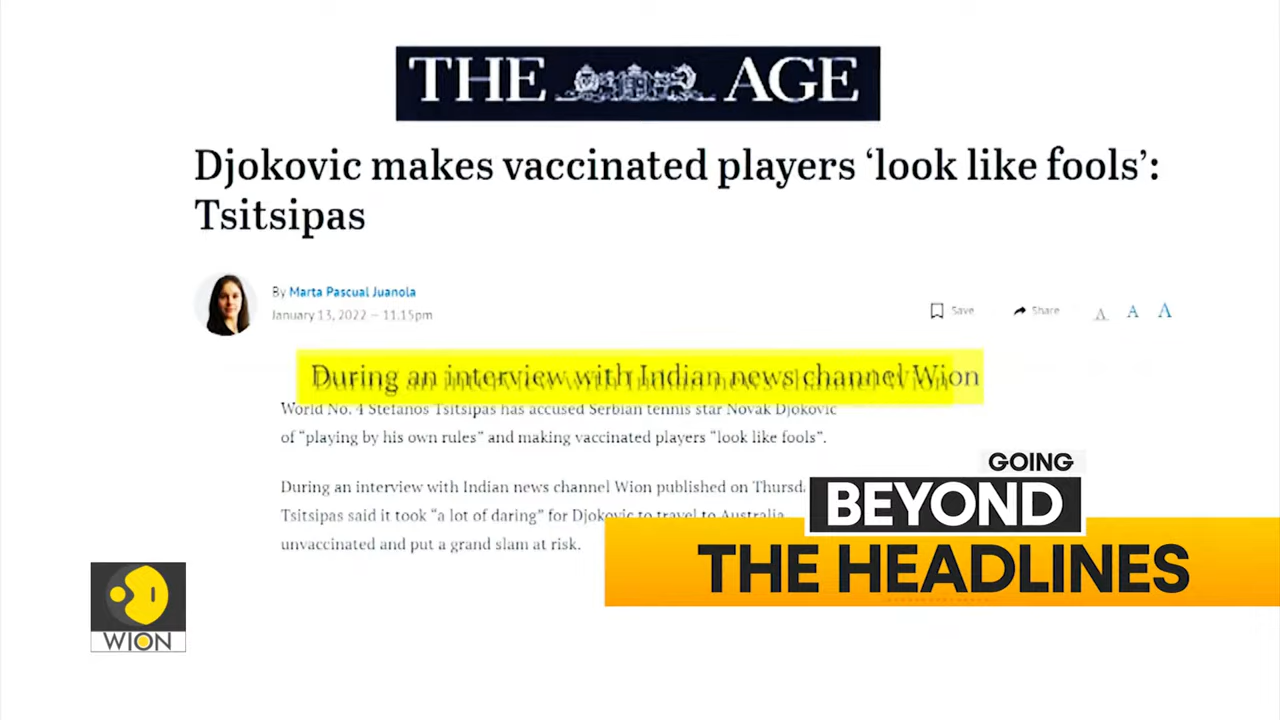 THE AGE
Djokovic makes vaccinated players ‘look like fools’:
Tsitsipas
By Marta Pascual Juanola
January 13, 2022 — 11.15pm
Save
Share
A A A
During an interview with Indian news channel Wion
World No. 4 Stefanos Tsitsipas has accused Serbian tennis star Novak Djokovic
of “playing by his own rules” and making vaccinated players “look like fools”.
During an interview with Indian news channel Wion published on Thursd
Tsitsipas said it took “a lot of daring” for Djokovic to travel to Australia
unvaccinated and put a grand slam at risk.
GOING
BEYOND
THE HEADLINES
WION